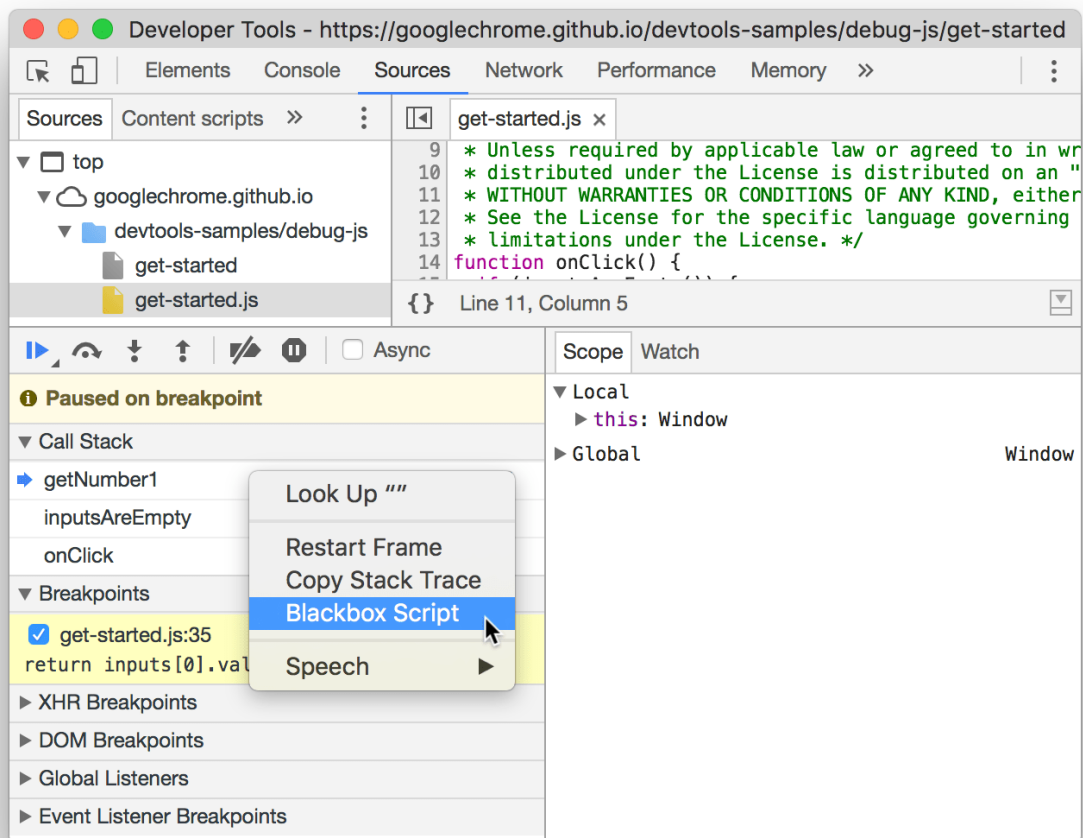 Developer Tools - https://googlechrome.github.io/devtools-samples/debug-js/get-started
Elements Console Sources Network Performance Memory »
Sources Content scripts »
get-started.js ×
top
googlechrome.github.io
devtools-samples/debug-js
get-started
get-started.js
9 * Unless required by applicable law or agreed to in wr
10 * distributed under the License is distributed on an "
11 * WITHOUT WARRANTIES OR CONDITIONS OF ANY KIND, either
12 * See the License for the specific language governing
13 * limitations under the License. */
14 function onClick() {
{} Line 11, Column 5
Async
Paused on breakpoint
Call Stack
getNumber1
inputsAreEmpty
onClick
Breakpoints
get-started.js:35
return inputs[0].val
XHR Breakpoints
DOM Breakpoints
Global Listeners
Event Listener Breakpoints
Look Up “”
Restart Frame
Copy Stack Trace
Blackbox Script
Speech
Scope Watch
Local
this: Window
Global Window